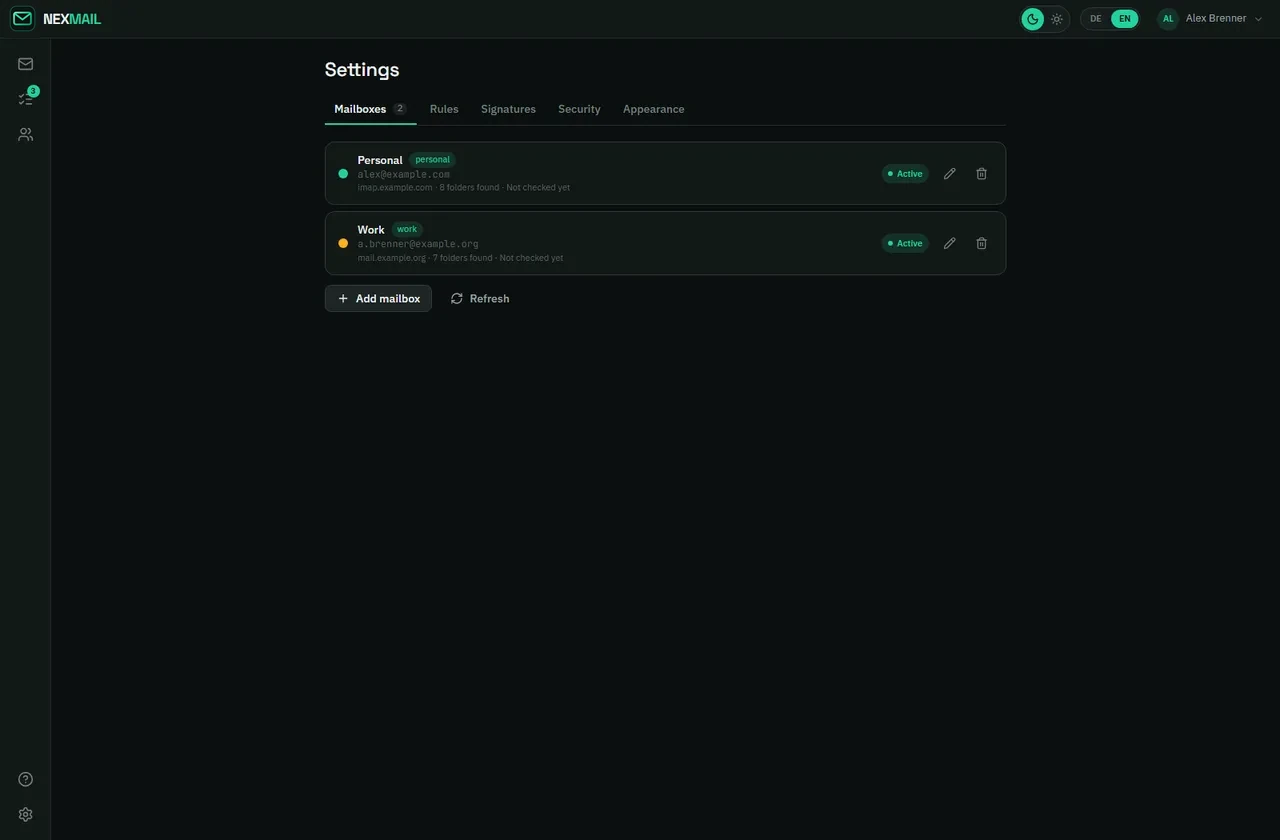 NEXMAIL
DE EN
AL Alex Brenner
3
Settings
Mailboxes 2 Rules Signatures Security Appearance
Personal personal
alex@example.com
imap.example.com · 8 folders found · Not checked yet
Active
Work work
a.brenner@example.org
mail.example.org · 7 folders found · Not checked yet
Active
Add mailbox Refresh